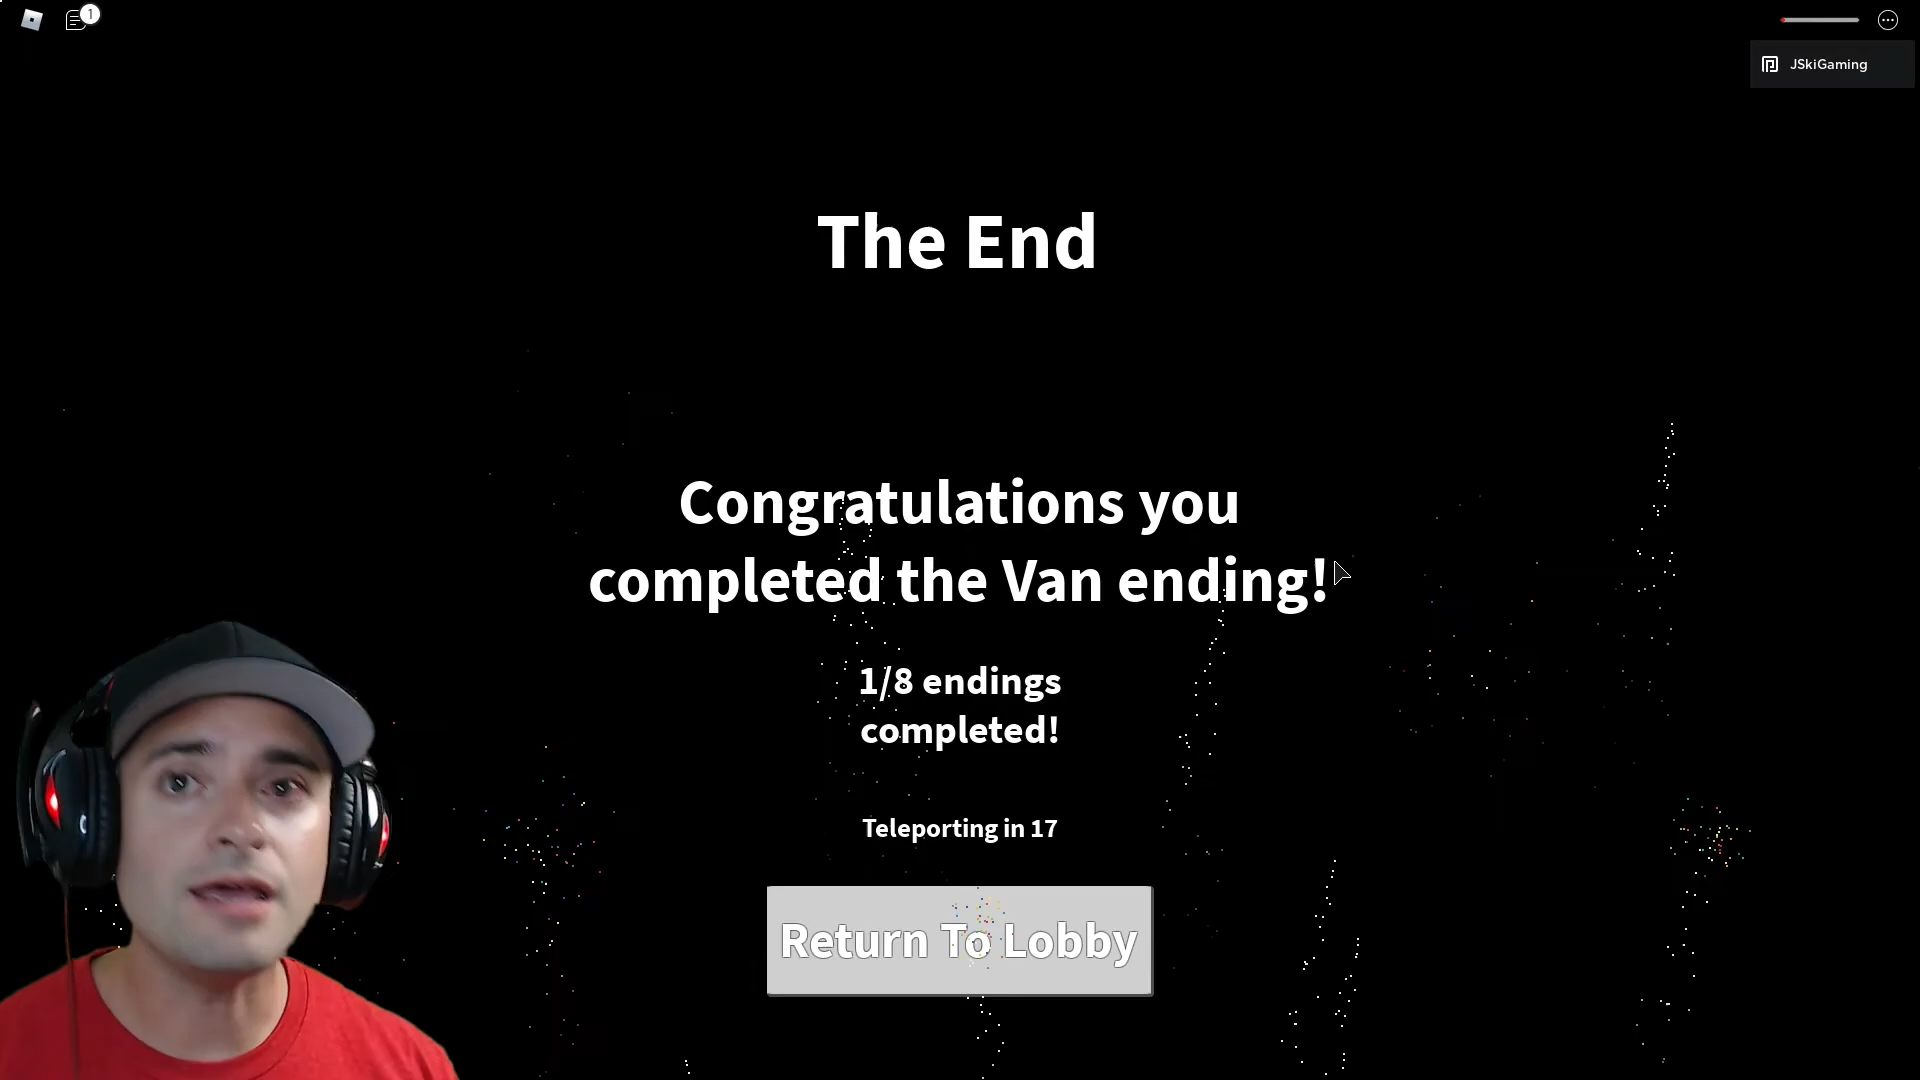 1
JSkiGaming
The End
Congratulations you
completed the Van ending!
1/8 endings
completed!
Teleporting in 17
Return To Lobby